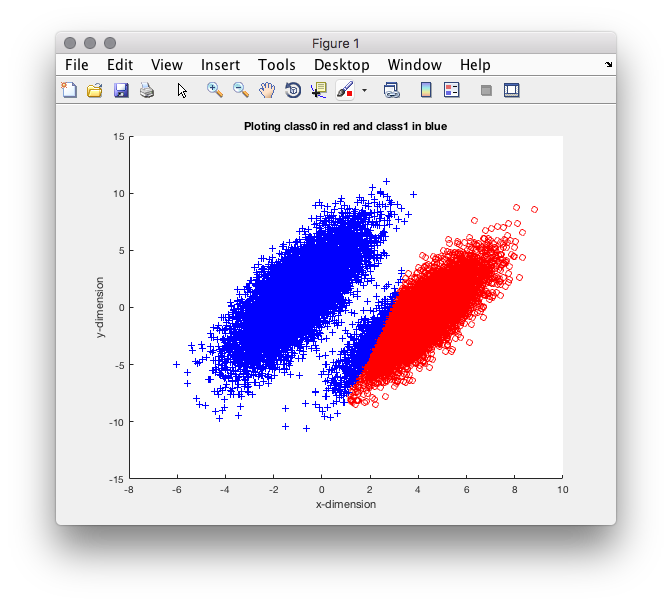 Figure 1
File Edit View Insert Tools Desktop Window Help
Ploting class0 in red and class1 in blue
15
10
5
0
-5
-10
-15
y-dimension
-8 -6 -4 -2 0 2 4 6 8 10
x-dimension